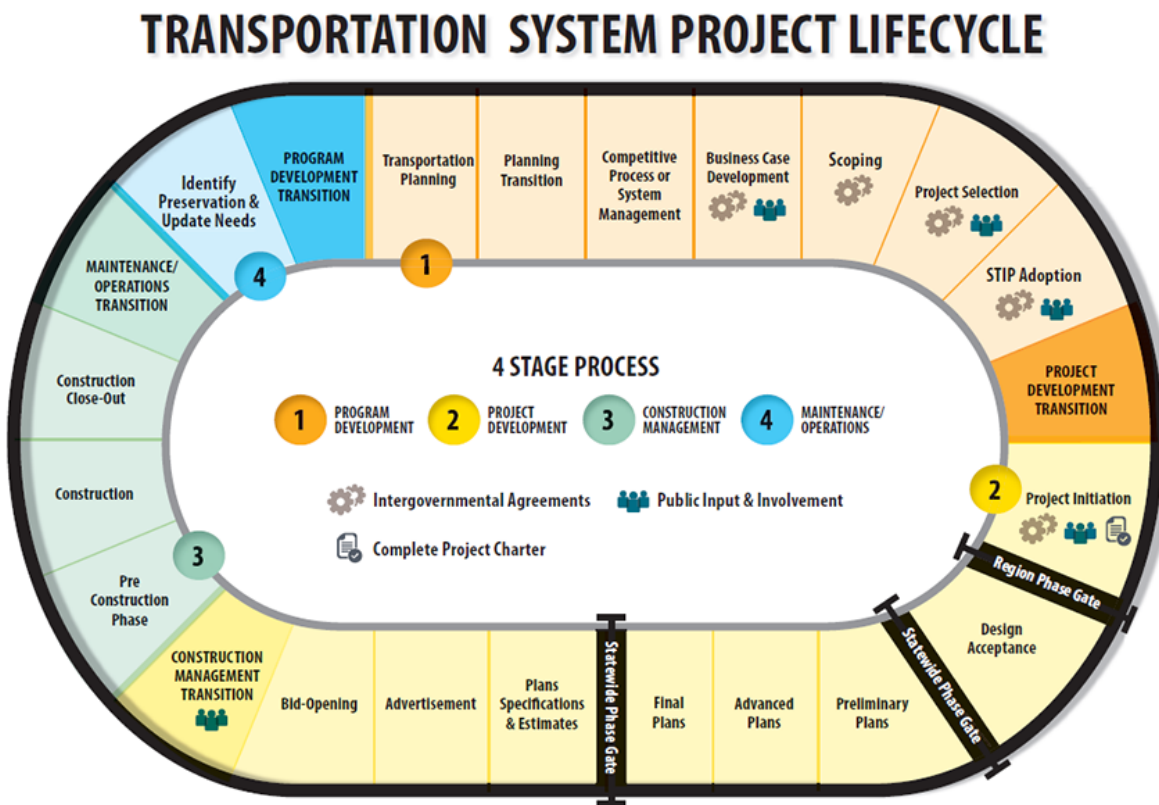 TRANSPORTATION SYSTEM PROJECT LIFECYCLE
PROGRAM
DEVELOPMENT
TRANSITION
Transportation
Planning
Planning
Transition
Competitive
Process or
System
Management
Business Case
Development
Scoping
Project Selection
STIP Adoption
PROJECT
DEVELOPMENT
TRANSITION
Project Initiation
Region Phase Gate
Design
Acceptance
Statewide Phase Gate
Preliminary
Plans
Advanced
Plans
Final
Plans
Statewide Phase Gate
Plans
Specifications
& Estimates
Advertisement
Bid-Opening
CONSTRUCTION
MANAGEMENT
TRANSITION
Pre
Construction
Phase
Construction
Construction
Close-Out
MAINTENANCE/
OPERATIONS
TRANSITION
Identify
Preservation &
Update Needs
1
2
3
4
4 STAGE PROCESS
1
PROGRAM
DEVELOPMENT
2
PROJECT
DEVELOPMENT
3
CONSTRUCTION
MANAGEMENT
4
MAINTENANCE/
OPERATIONS
Intergovernmental Agreements
Public Input & Involvement
Complete Project Charter